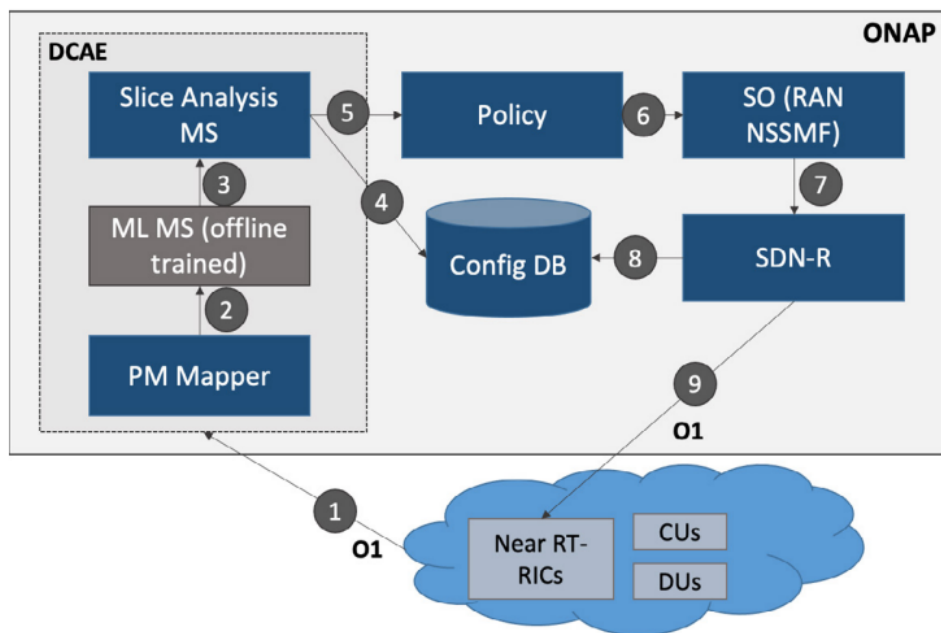 ONAP
DCAE
Slice Analysis
MS
5
Policy
6
SO (RAN
NSSMF)
3
4
7
ML MS (offline
trained)
Config DB
8
SDN-R
2
PM Mapper
9
O1
1
O1
Near RT-
RICs
CUs
DUs